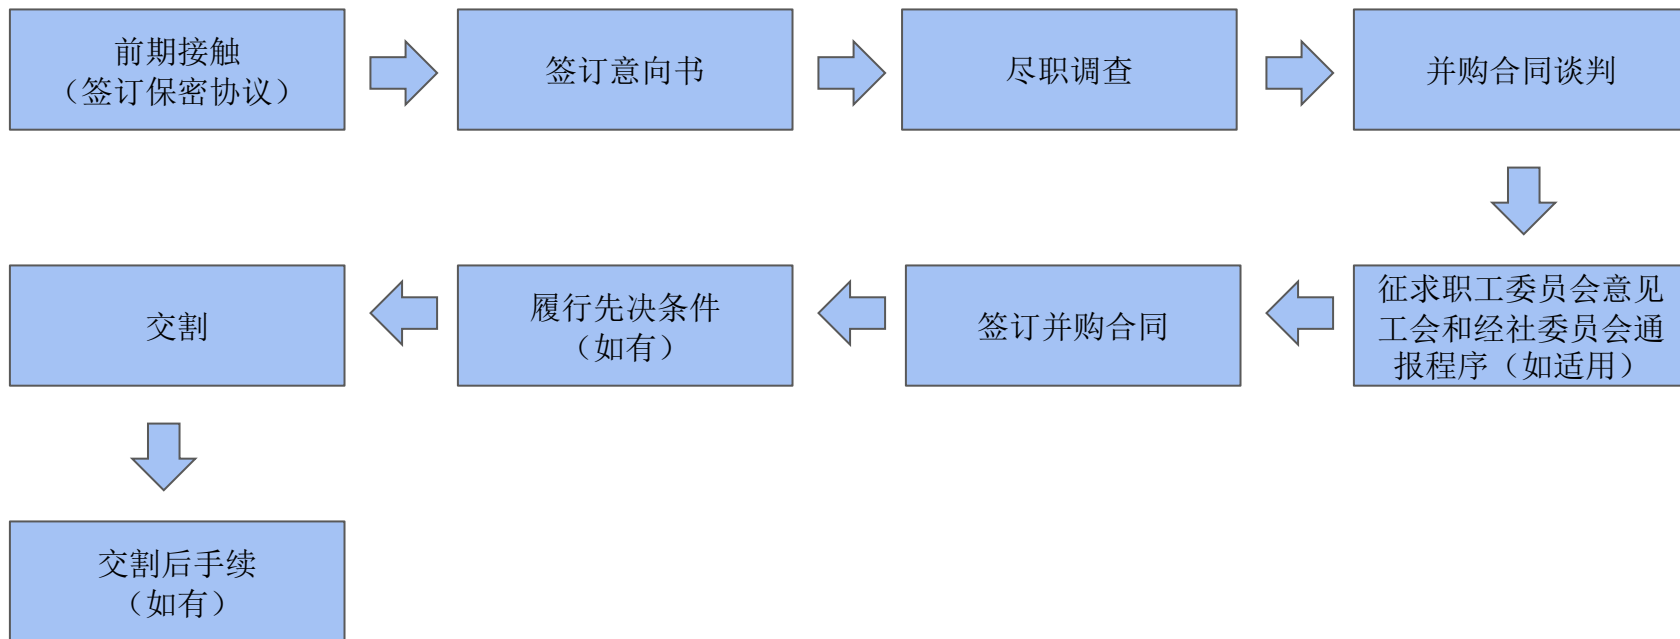 前期接触
（签订保密协议）
签订意向书
尽职调查
并购合同谈判
征求职工委员会意见
工会和经社委员会通
报程序（如适用）
签订并购合同
履行先决条件
（如有）
交割
交割后手续
（如有）